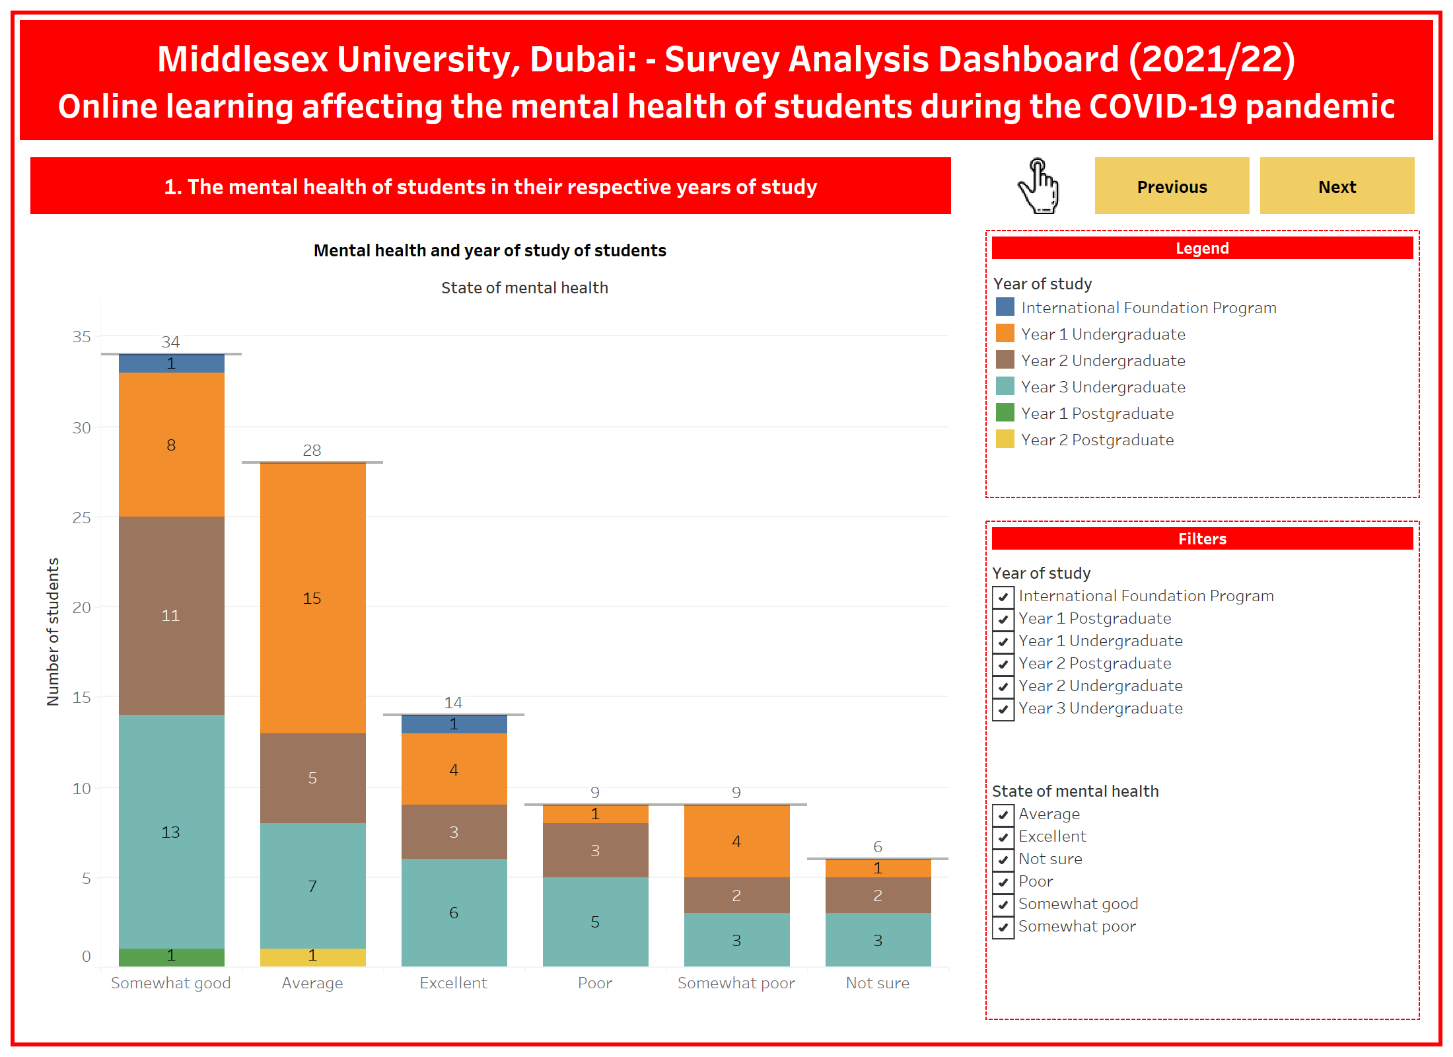 Middlesex University, Dubai: - Survey Analysis Dashboard (2021/22)
Online learning affecting the mental health of students during the COVID-19 pandemic
1. The mental health of students in their respective years of study
Previous
Next
Mental health and year of study of students
State of mental health
Number of students
35
30
25
20
15
10
5
0
34
1
8
11
13
1
28
15
5
7
1
14
1
4
3
6
9
1
3
5
9
4
2
3
6
1
2
3
Somewhat good
Average
Excellent
Poor
Somewhat poor
Not sure
Legend
Year of study
International Foundation Program
Year 1 Undergraduate
Year 2 Undergraduate
Year 3 Undergraduate
Year 1 Postgraduate
Year 2 Postgraduate
Filters
Year of study
International Foundation Program
Year 1 Postgraduate
Year 1 Undergraduate
Year 2 Postgraduate
Year 2 Undergraduate
Year 3 Undergraduate
State of mental health
Average
Excellent
Not sure
Poor
Somewhat good
Somewhat poor